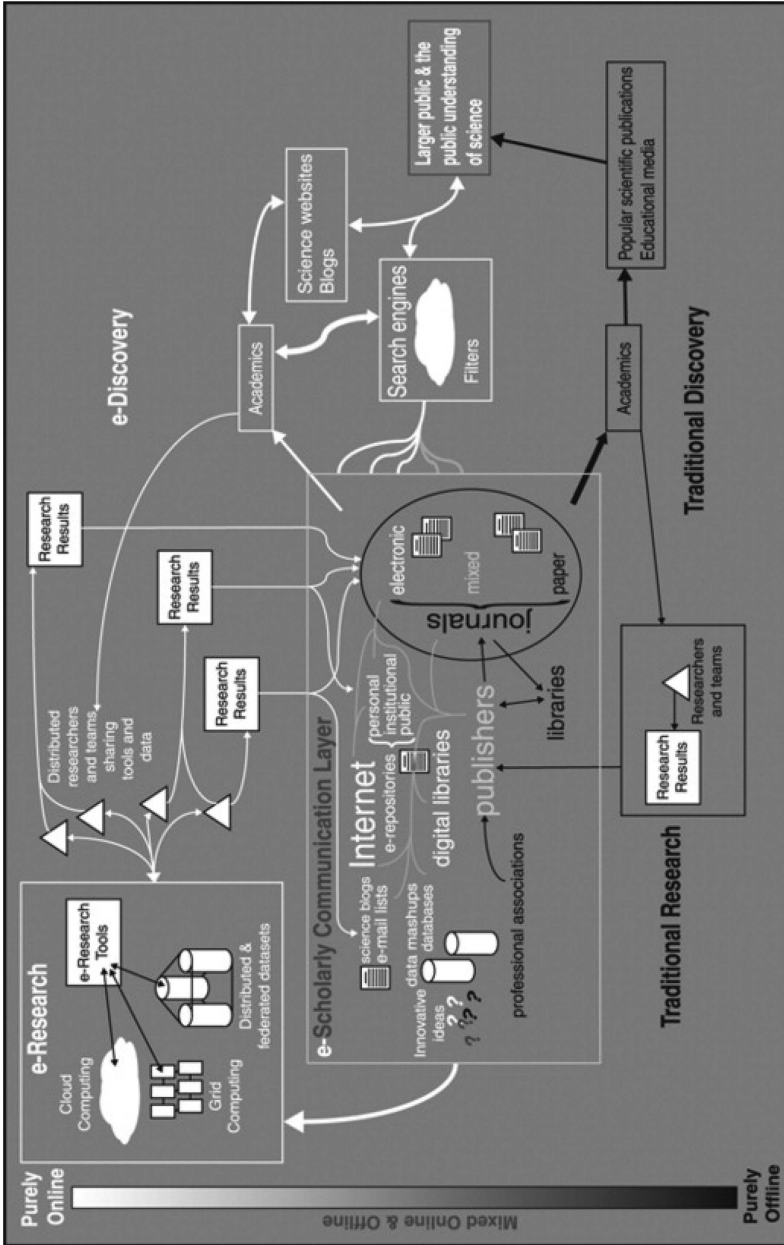 Purely
Online
Mixed Online & Offline
Purely
Offline
e-Research
Cloud
Computing
Grid
Computing
e-Research
Tools
Distributed &
federated datasets
Distributed
researchers
and teams
sharing
tools and
data
Research
Results
Research
Results
Research
Results
e-Discovery
Academics
Science websites
Blogs
Search engines
Filters
Larger public & the
public understanding
of science
e-Scholarly Communication Layer
science blogs
e-mail lists
Innovative
ideas
? ?
? ? ?
data mashups
databases
Internet
e-repositories
personal
institutional
public
digital libraries
publishers
professional associations
libraries
journals
electronic
mixed
paper
Traditional Research
Research
Results
Researchers
and teams
Traditional Discovery
Academics
Popular scientific publications
Educational media